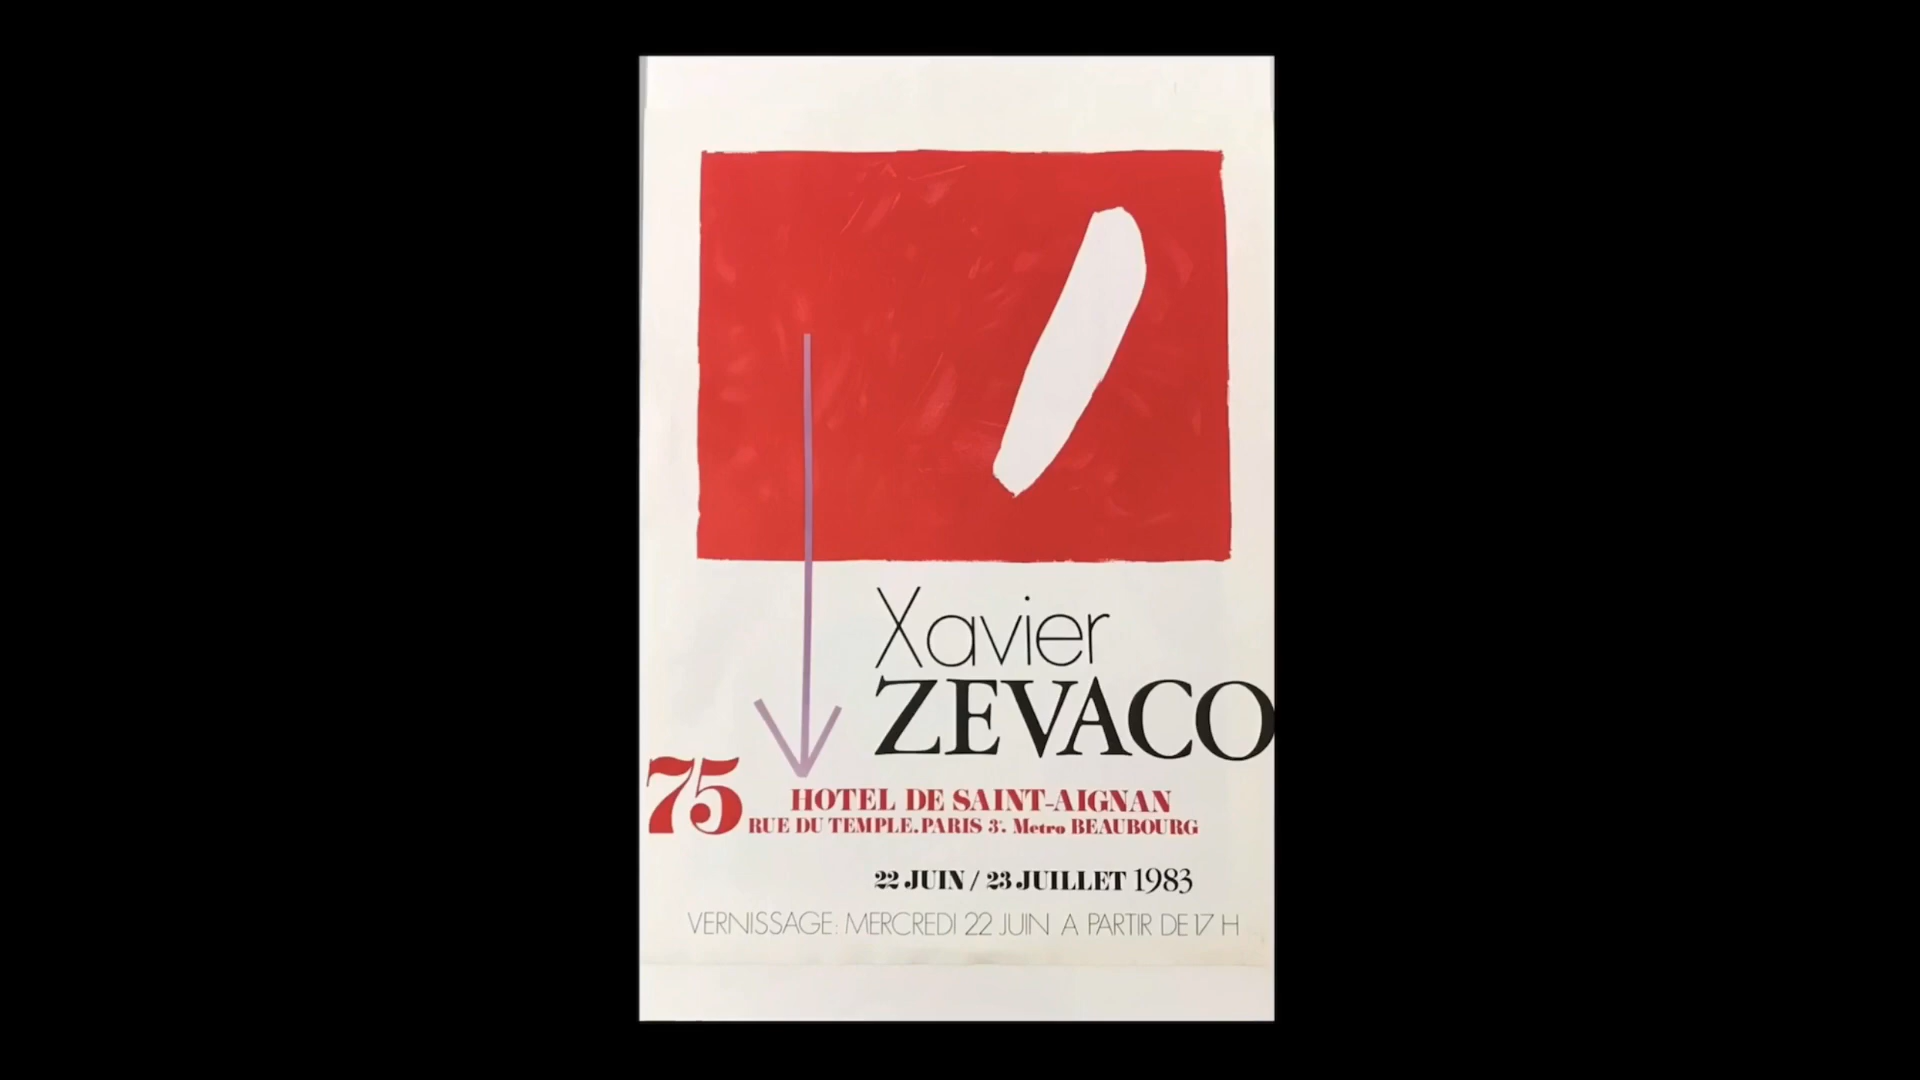 Xavier
ZEVACO
75 HOTEL DE SAINT-AIGNAN
RUE DU TEMPLE.PARIS 3e. Metro BEAUBOURG
22 JUIN / 23 JUILLET 1983
VERNISSAGE: MERCREDI 22 JUIN A PARTIR DE 17 H